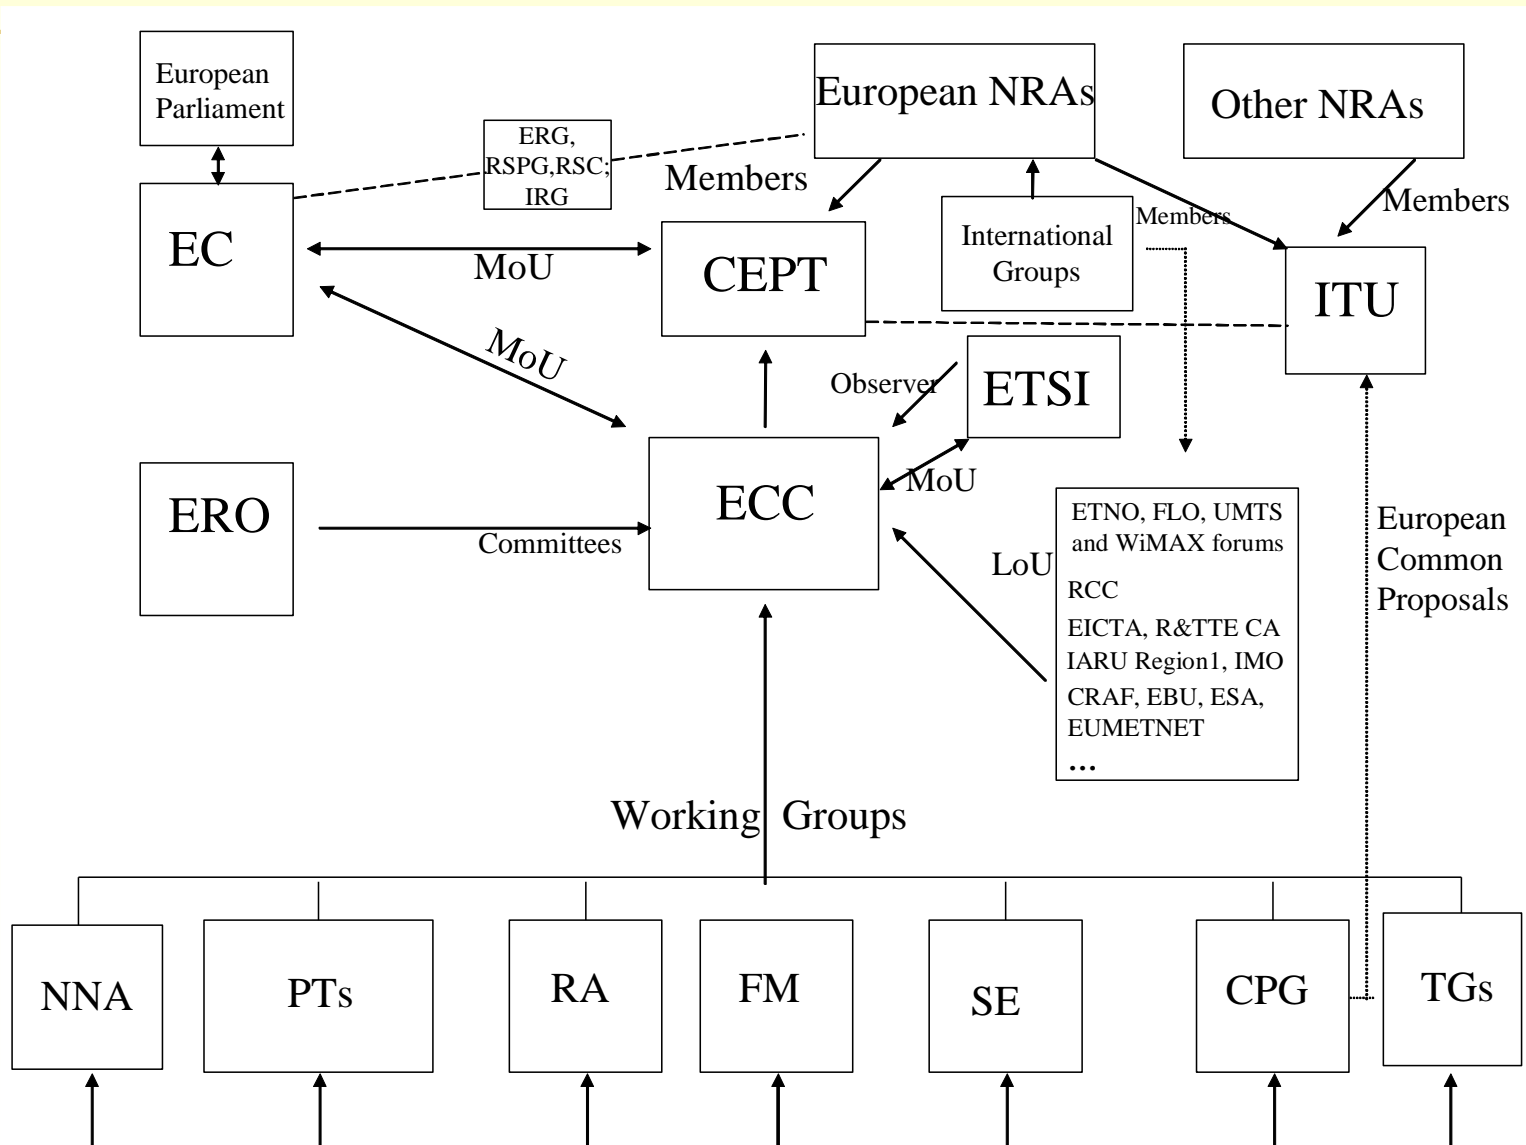 European
Parliament
European NRAs
Other NRAs
ERG,
RSPG,RSC;
IRG
Members
Members
Members
EC
MoU
CEPT
International
Groups
ITU
MoU
Observer
ETSI
ERO
Committees
ECC
MoU
LoU
ETNO, FLO, UMTS
and WiMAX forums
RCC
EICTA, R&TTE CA
IARU Region1, IMO
CRAF, EBU, ESA,
EUMETNET
...
European
Common
Proposals
Working Groups
NNA
PTs
RA
FM
SE
CPG
TGs